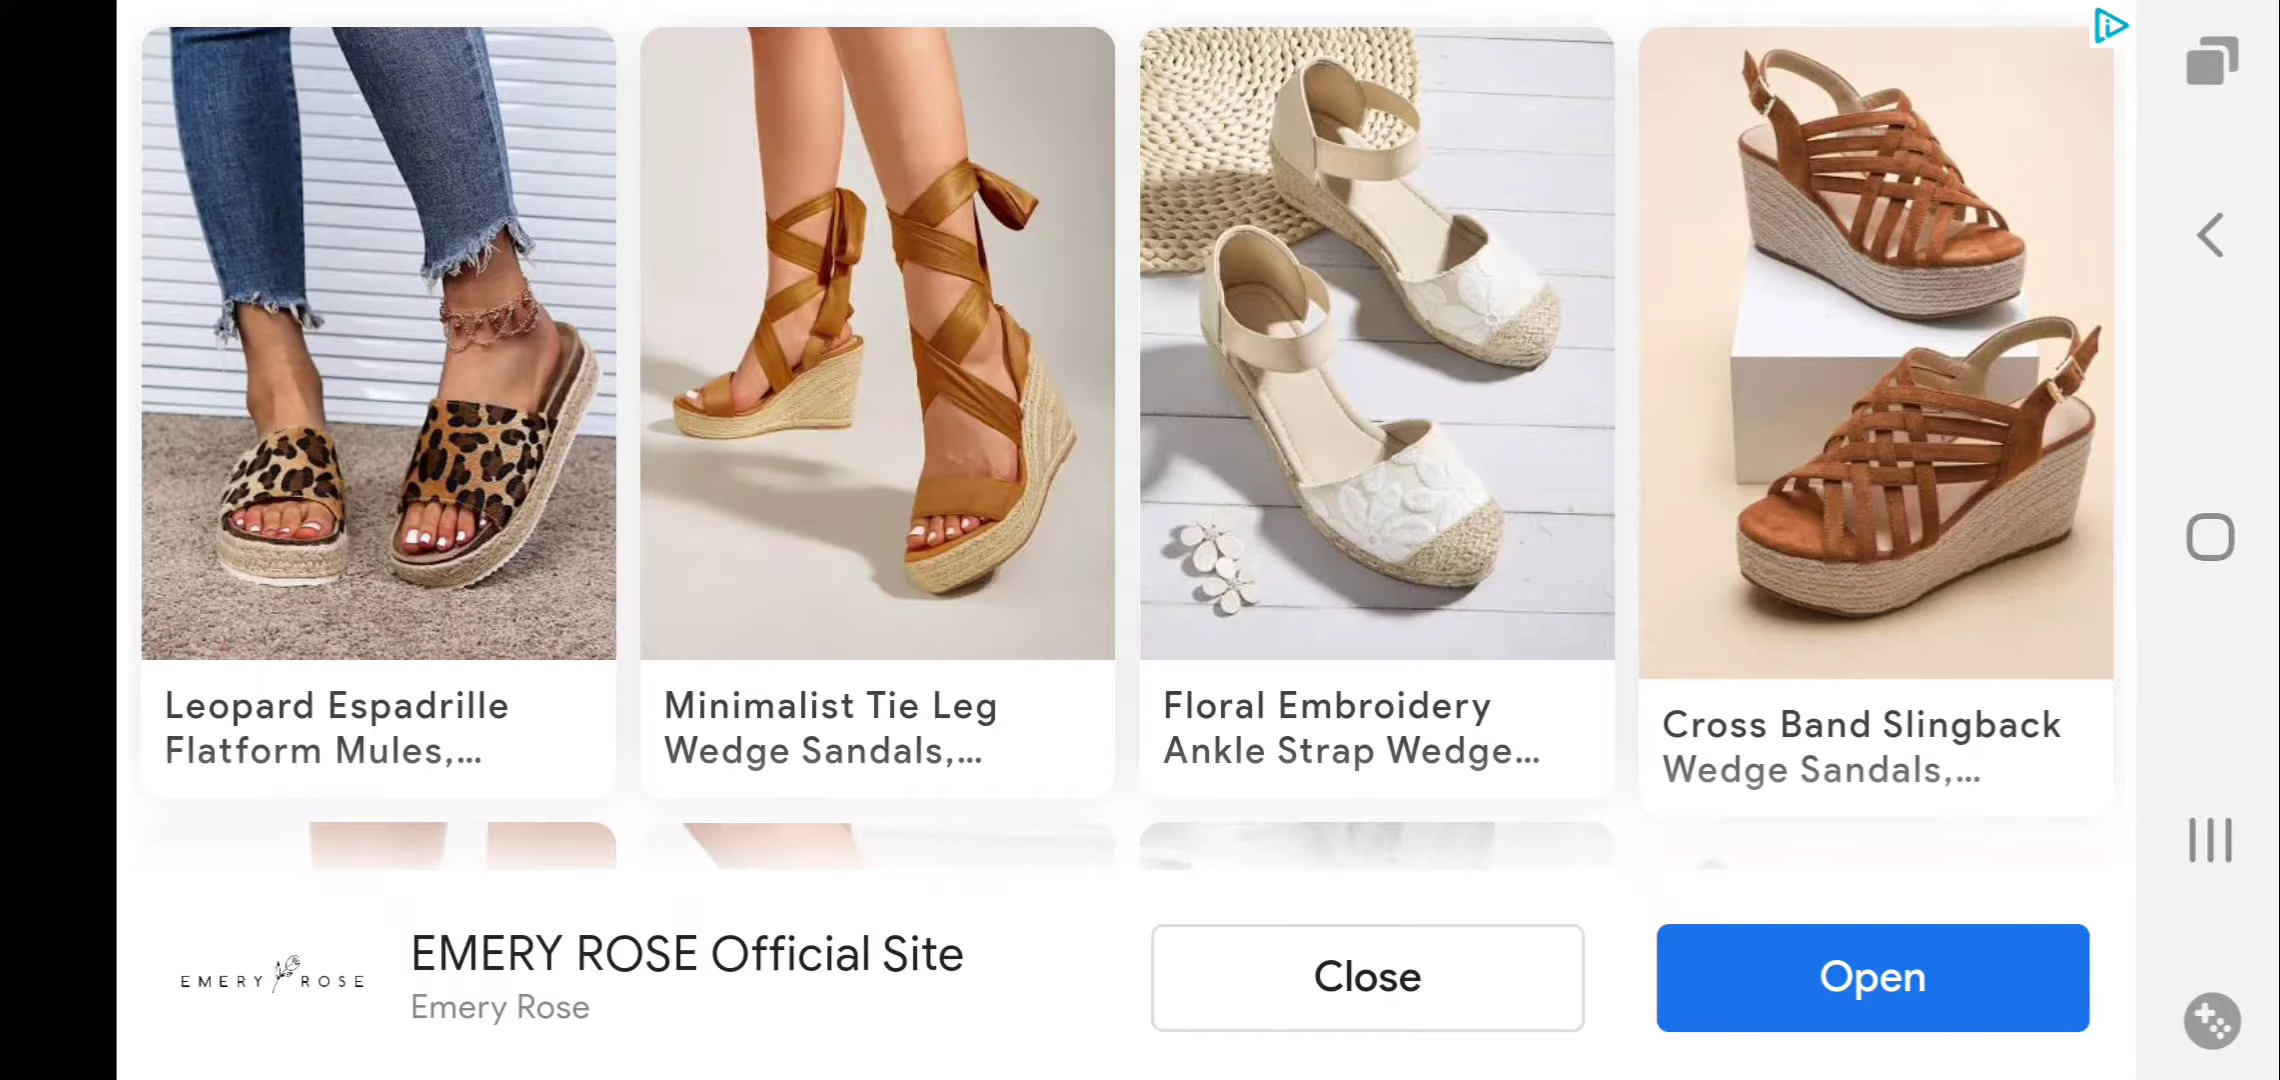 Leopard Espadrille
Flatform Mules,...
Minimalist Tie Leg
Wedge Sandals,...
Floral Embroidery
Ankle Strap Wedge...
Cross Band Slingback
Wedge Sandals,...
EMERY ROSE
EMERY ROSE Official Site
Emery Rose
Close
Open